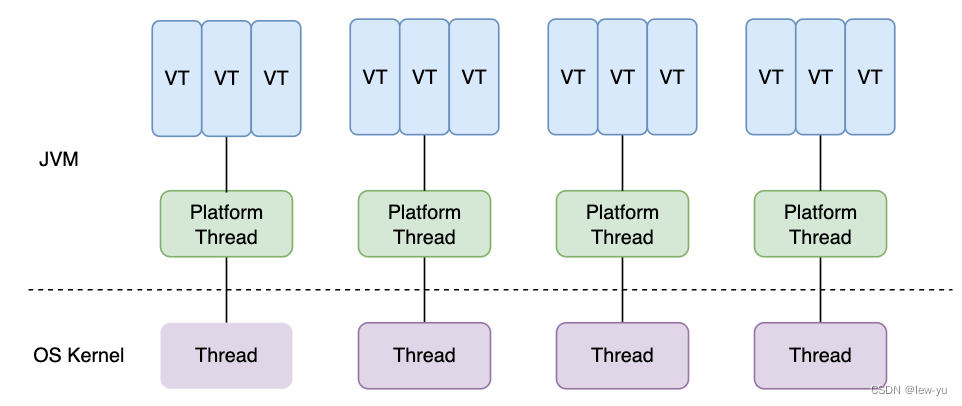 VT VT VT VT VT VT VT VT VT VT VT VT
JVM
Platform Thread
Platform Thread
Platform Thread
Platform Thread
OS Kernel
Thread Thread Thread Thread
CSDN @lew-yu